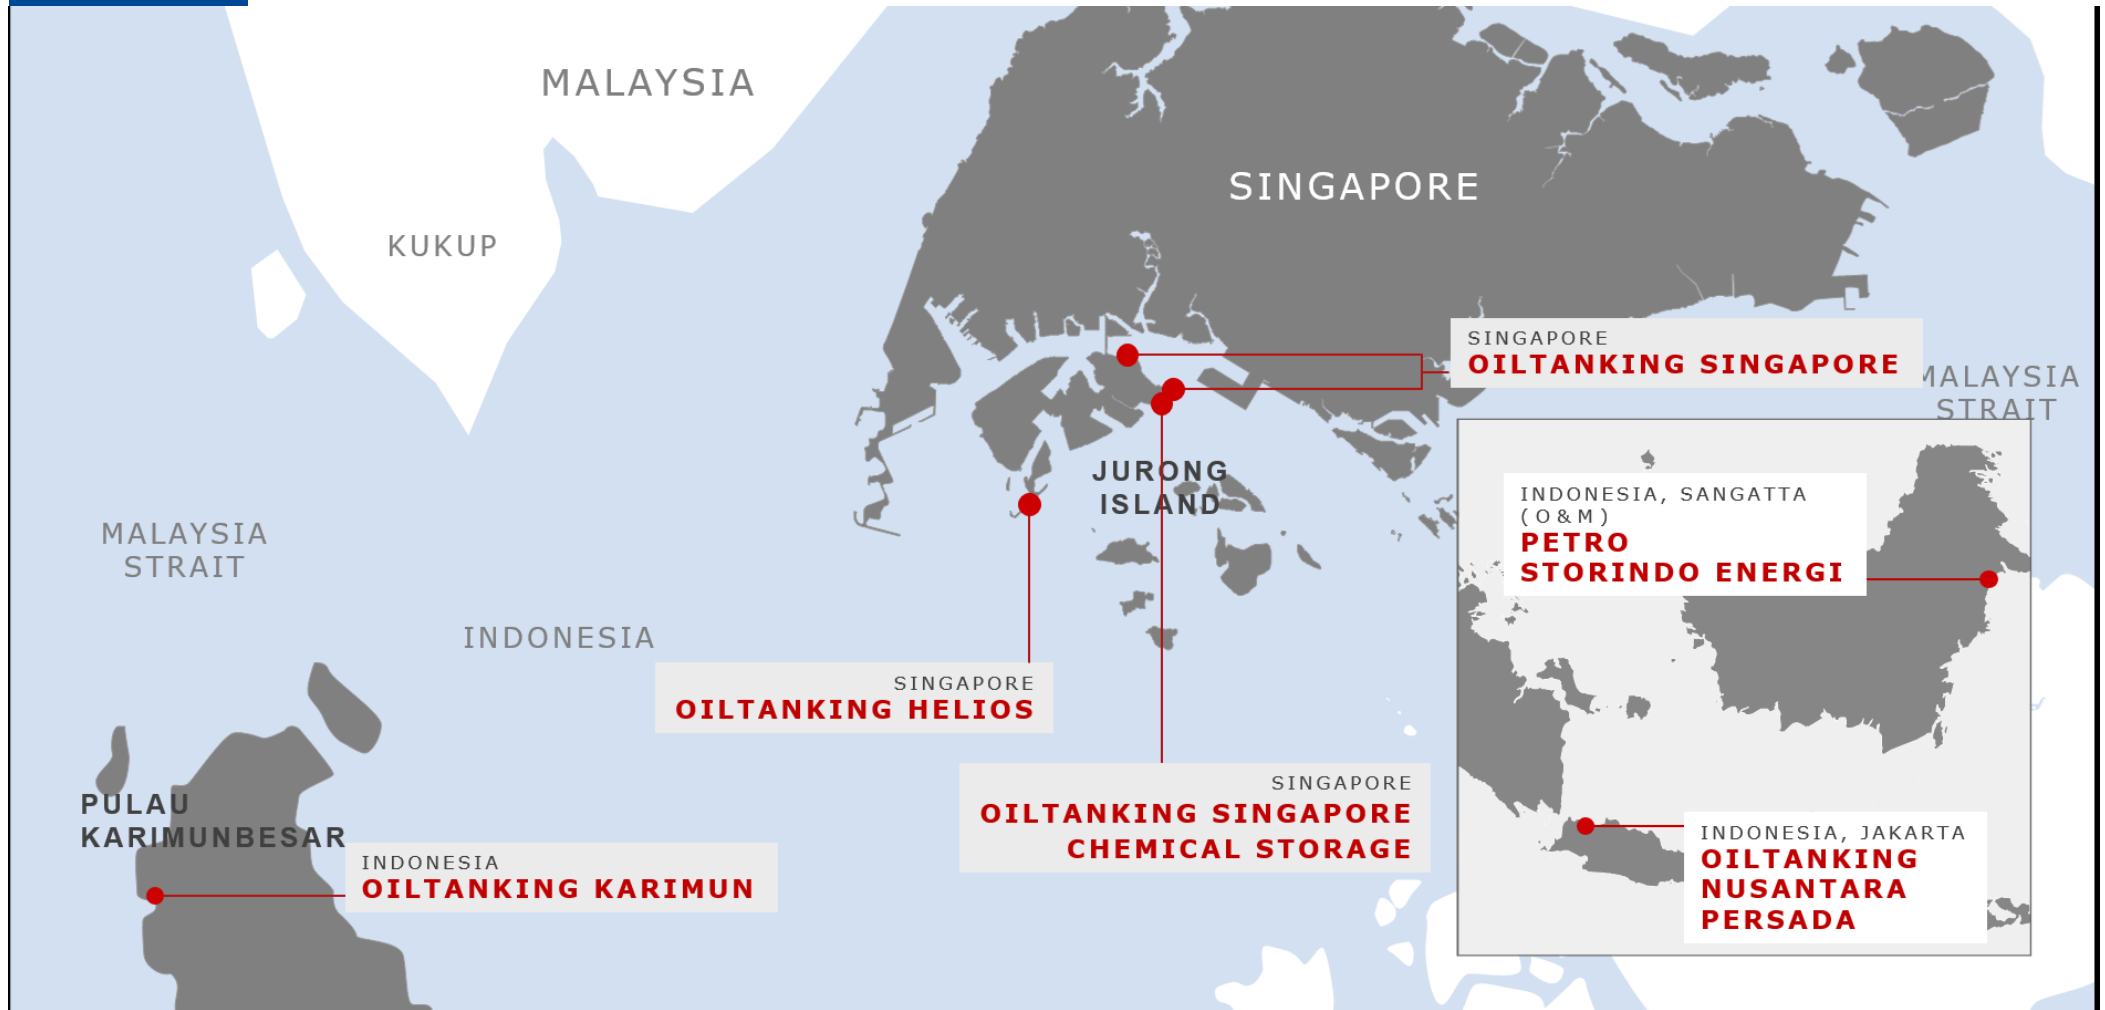 MALAYSIA
SINGAPORE
KUKUP
SINGAPORE
OILTANKING SINGAPORE
MALAYSIA
STRAIT
JURONG
ISLAND
INDONESIA, SANGATTA
(O&M)
PETRO
STORINDO ENERGI
MALAYSIA
STRAIT
INDONESIA
SINGAPORE
OILTANKING HELIOS
SINGAPORE
OILTANKING SINGAPORE
CHEMICAL STORAGE
PULAU
KARIMUNBESAR
INDONESIA
OILTANKING KARIMUN
INDONESIA, JAKARTA
OILTANKING
NUSANTARA
PERSADA